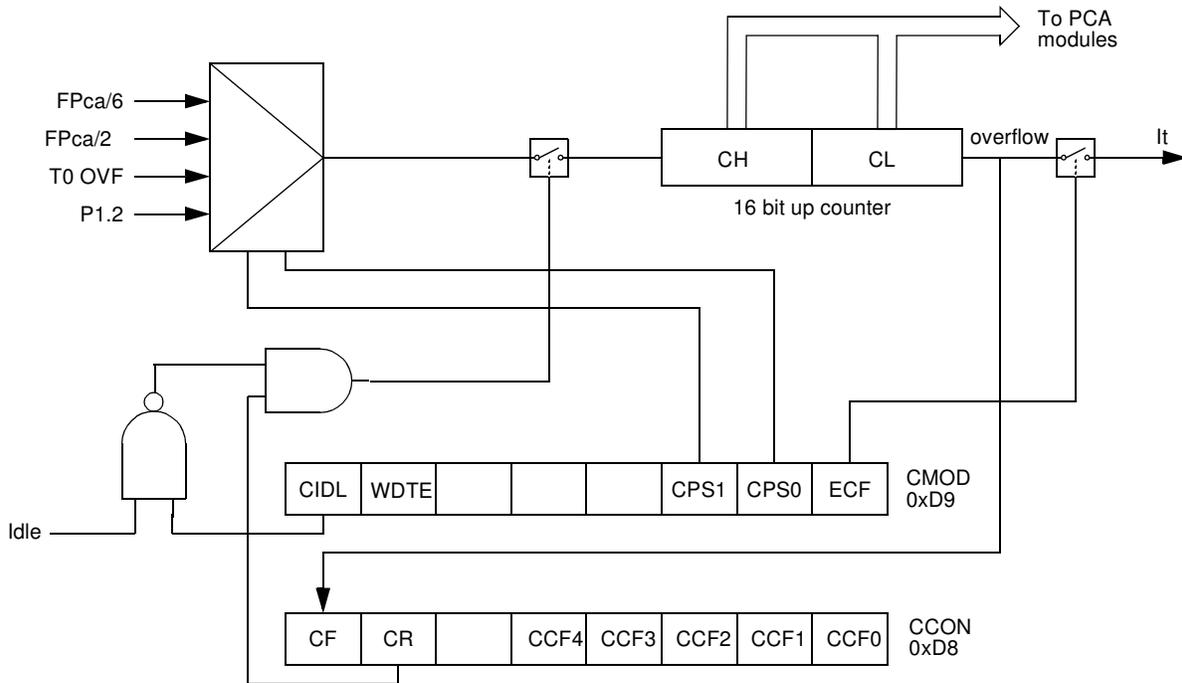 To PCA
modules
FPca/6
FPca/2
T0 OVF
P1.2
CH
CL
overflow
It
16 bit up counter
CIDL
WDTE
CPS1
CPS0
ECF
CMOD
0xD9
Idle
CF
CR
CCF4
CCF3
CCF2
CCF1
CCF0
CCON
0xD8